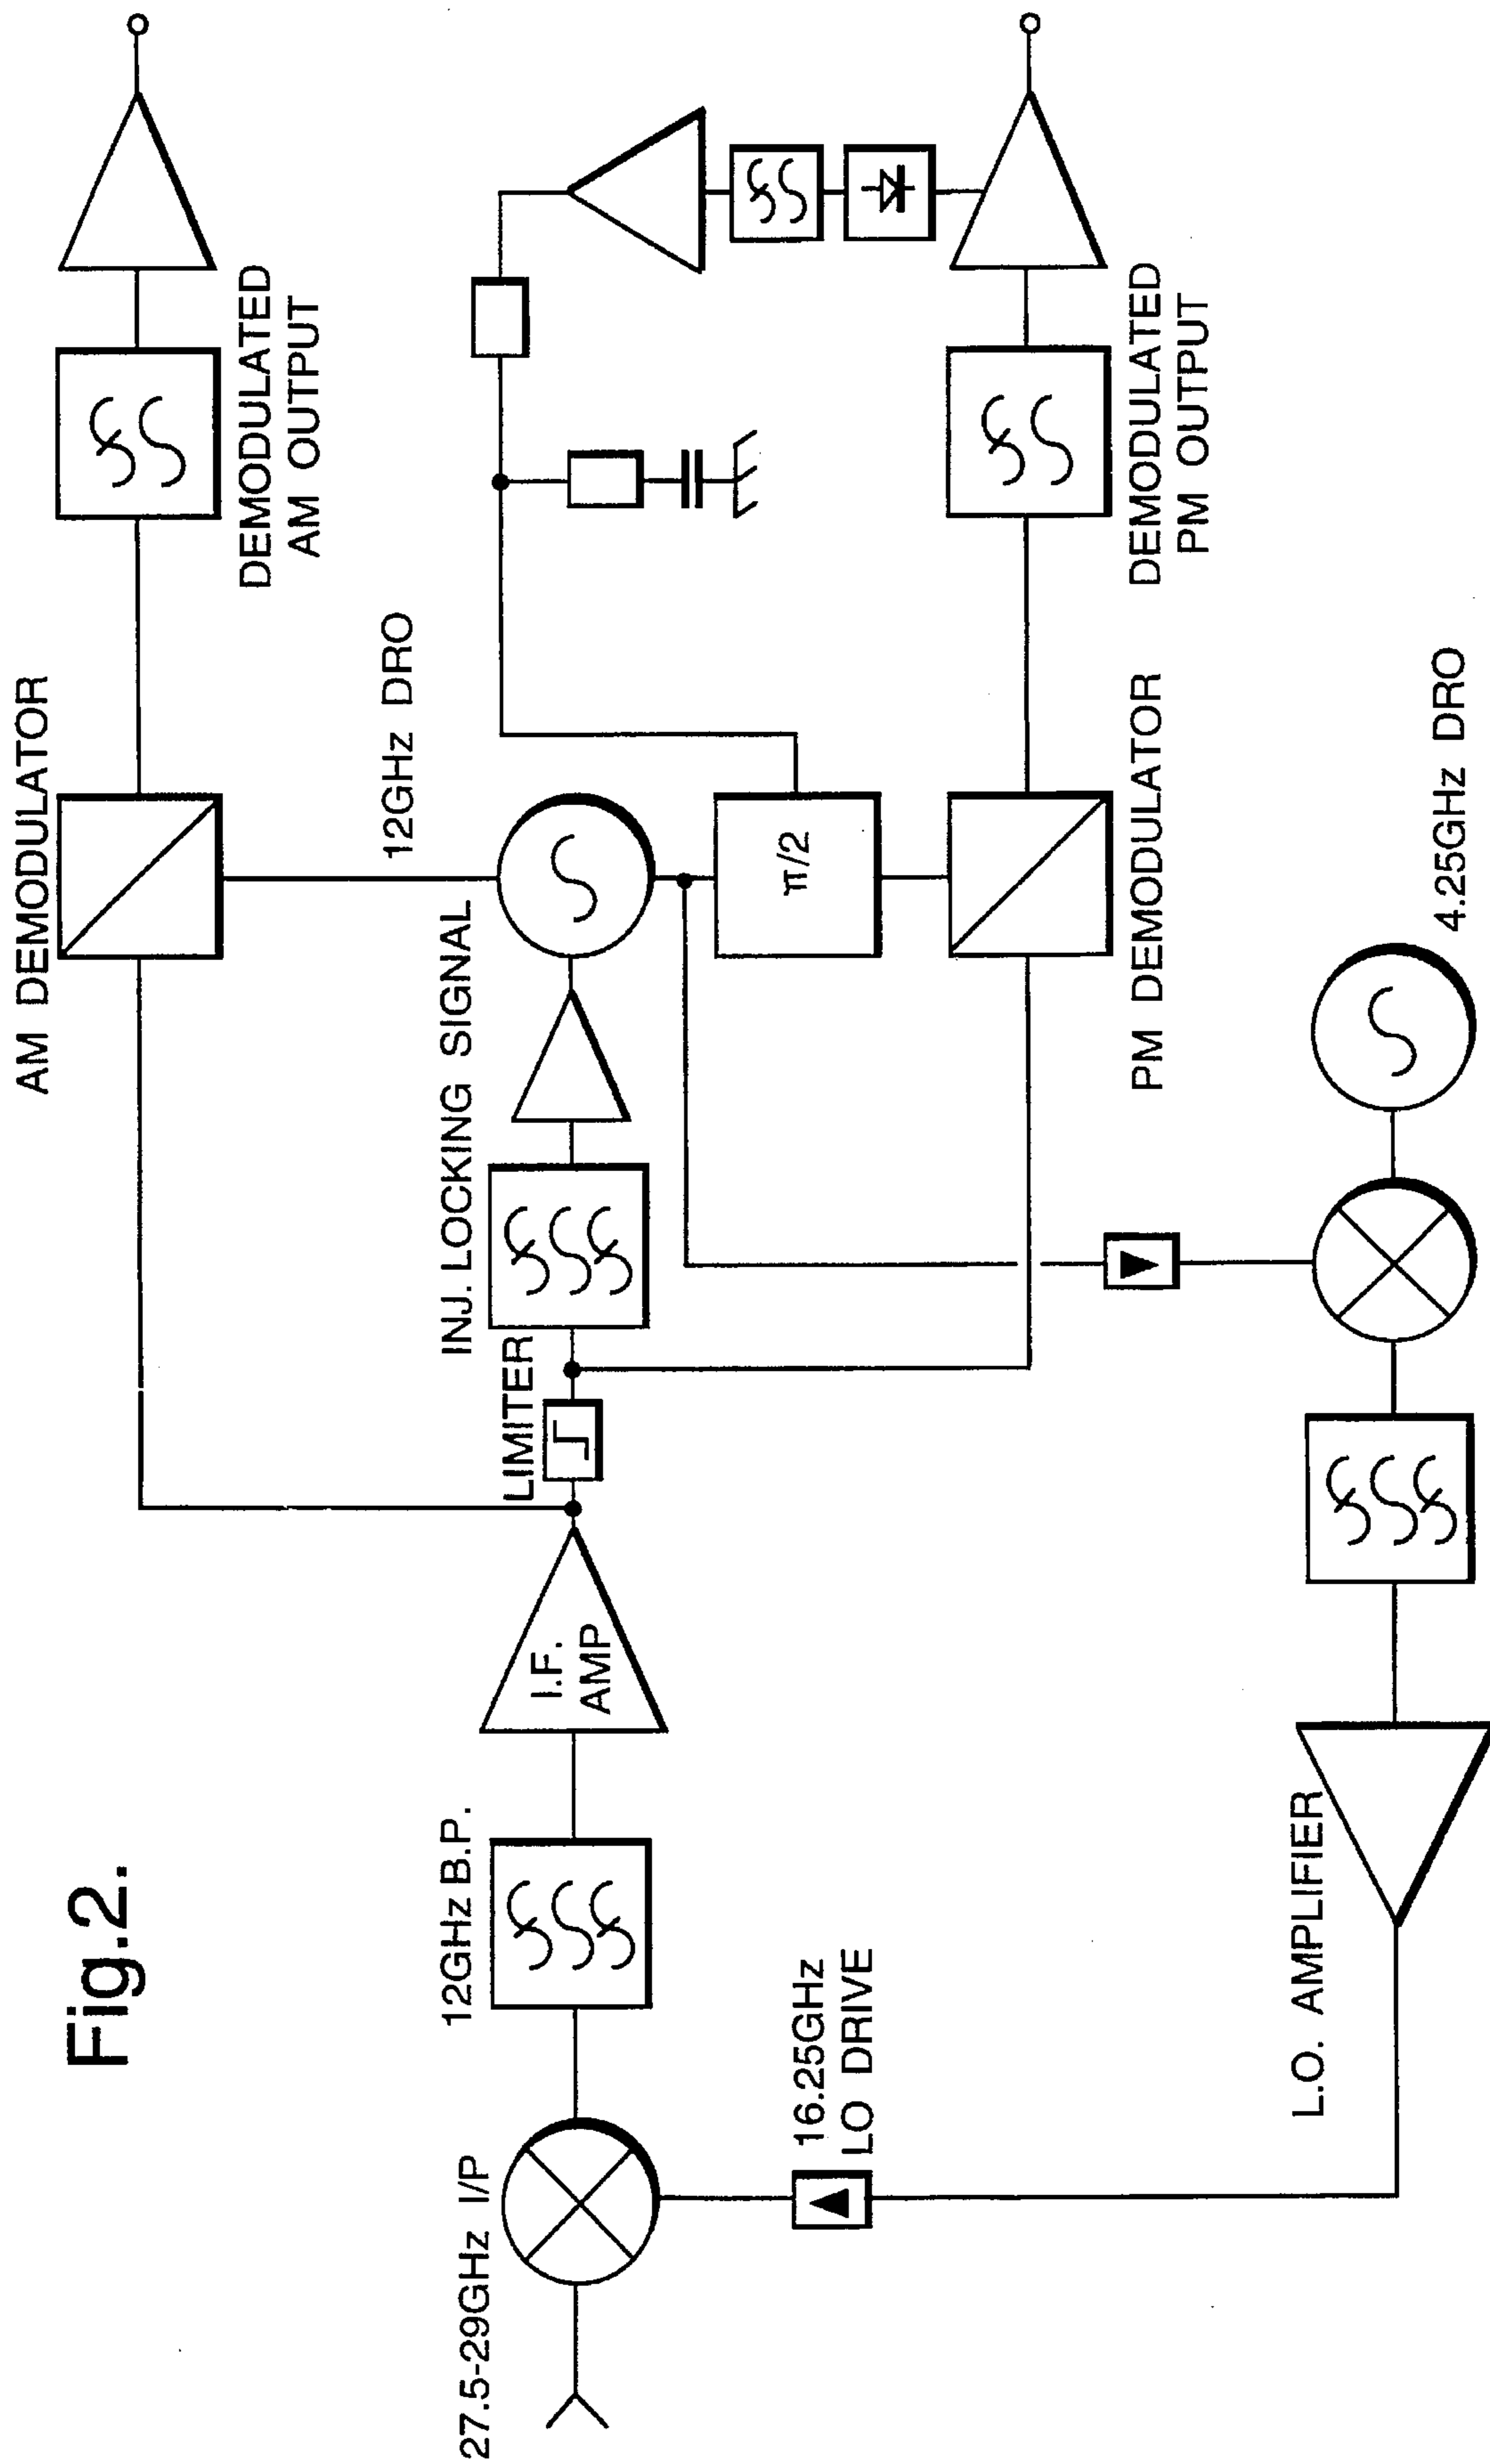 Fig.2.
27.5-29GHz I/P
12GHz B.P.
I.F.
AMP
LIMITER
INJ. LOCKING SIGNAL
AM DEMODULATOR
DEMODULATED
AM OUTPUT
12GHz DRO
π/2
PM DEMODULATOR
DEMODULATED
PM OUTPUT
16.25GHz
LO DRIVE
L.O. AMPLIFIER
4.25GHz DRO